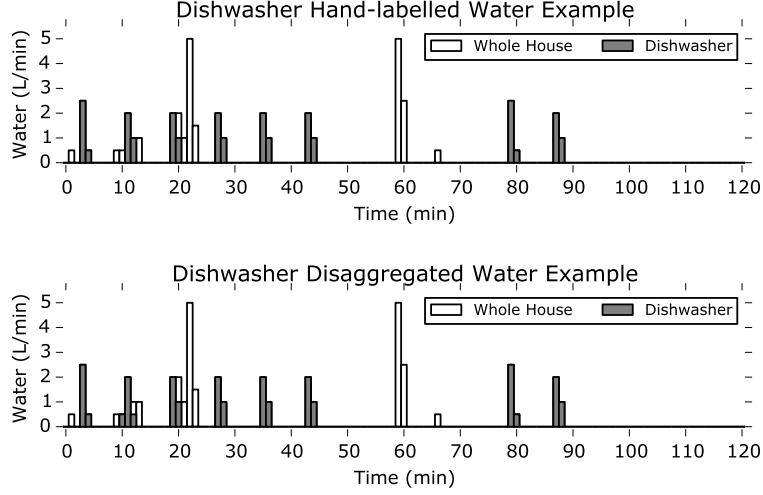 Dishwasher Hand-labelled Water Example
Whole House Dishwasher
Water (L/min)
5
4
3
2
1
0
0 10 20 30 40 50 60 70 80 90 100 110 120
Time (min)
Dishwasher Disaggregated Water Example
Whole House Dishwasher
Water (L/min)
5
4
3
2
1
0
0 10 20 30 40 50 60 70 80 90 100 110 120
Time (min)